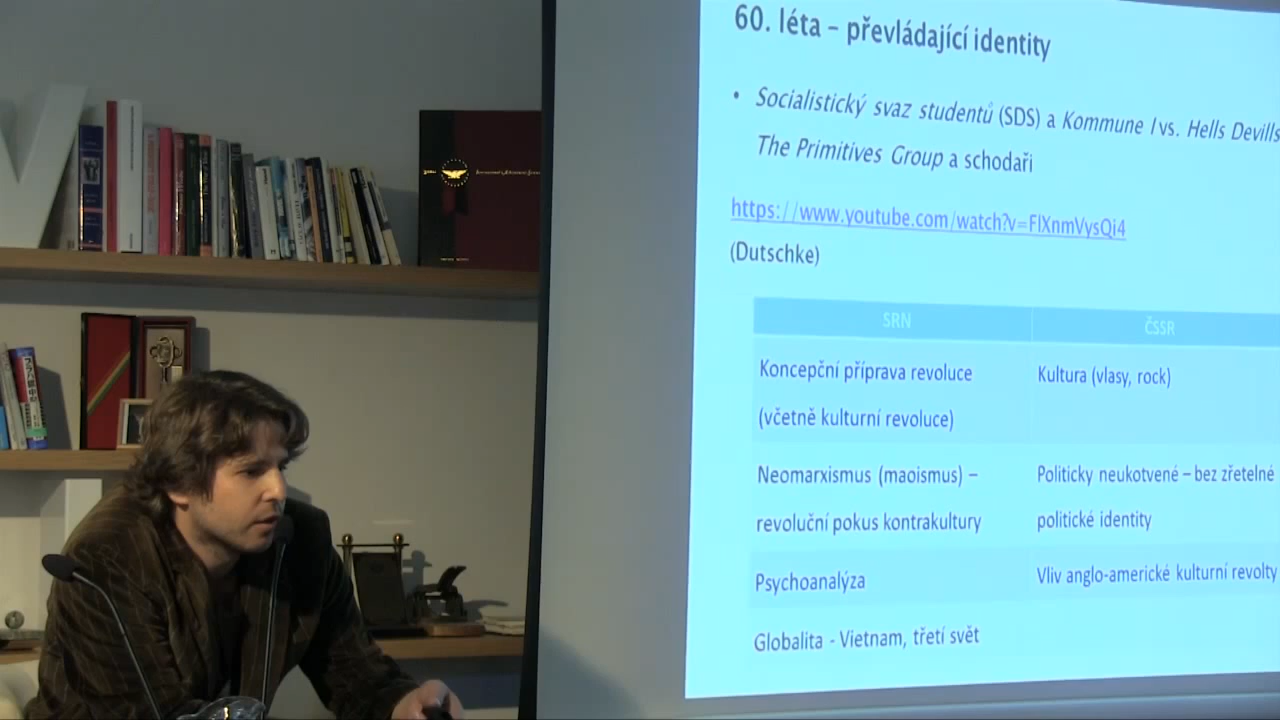 60. léta – převládající identity
• Socialistický svaz studentů (SDS) a Kommune I vs. Hells Devills
The Primitives Group a schodaři
https://www.youtube.com/watch?v=FlXnmVysQi4
(Dutschke)
SRN ČSSR
Koncepční příprava revoluce Kultura (vlasy, rock)
(včetně kulturní revoluce)
Neomarxismus (maoismus) – Politicky neukotvené – bez zřetelné
revoluční pokus kontrakultury politické identity
Psychoanalýza Vliv anglo-americké kulturní revolty
Globalita - Vietnam, třetí svět